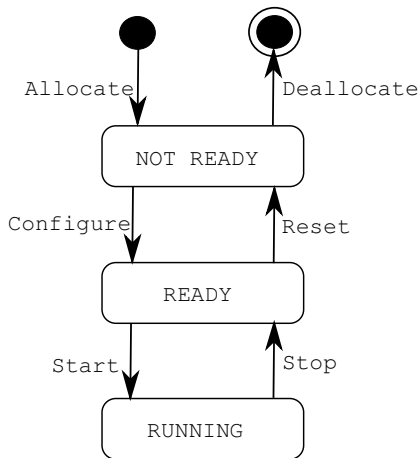 Allocate
Deallocate
NOT READY
Configure
Reset
READY
Start
Stop
RUNNING